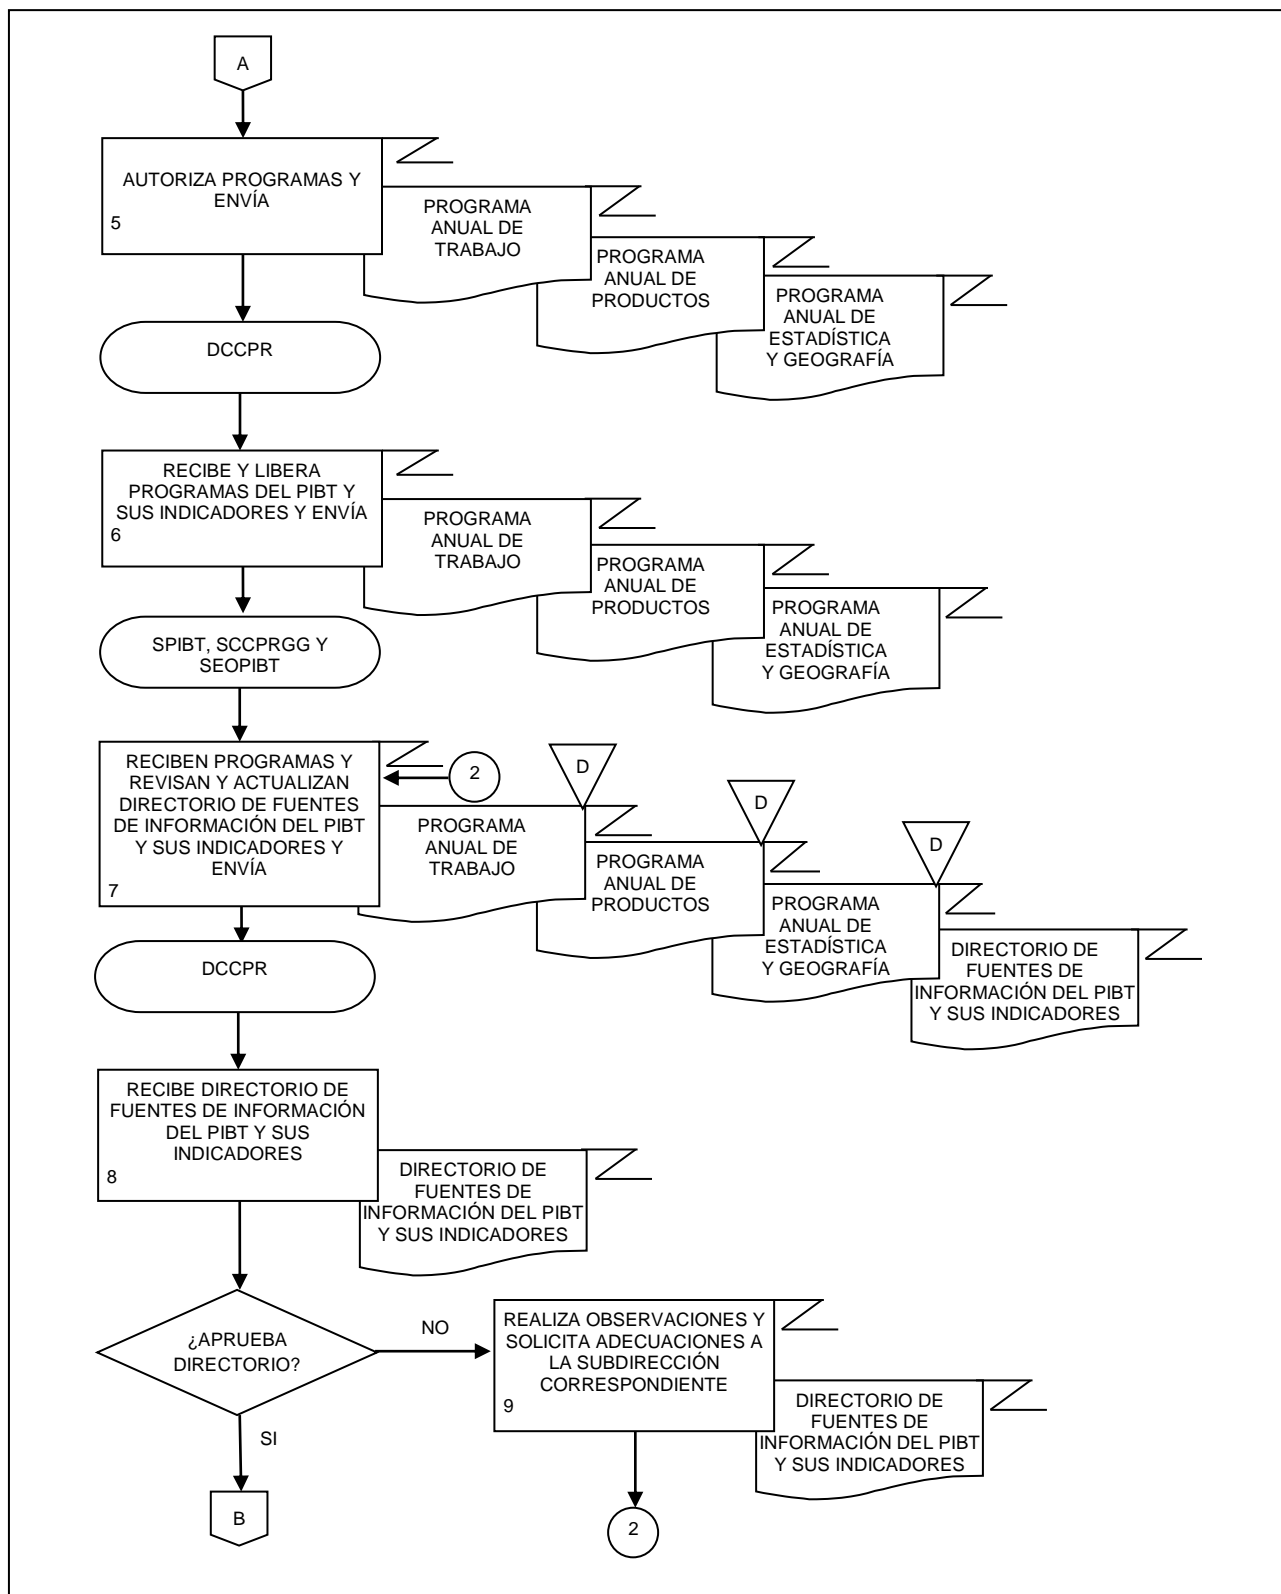 A
AUTORIZA PROGRAMAS Y
ENVÍA
5
PROGRAMA
ANUAL DE
TRABAJO
PROGRAMA
ANUAL DE
PRODUCTOS
PROGRAMA
ANUAL DE
ESTADÍSTICA
Y GEOGRAFÍA
DCCPR
RECIBE Y LIBERA
PROGRAMAS DEL PIBT Y
SUS INDICADORES Y ENVÍA
6
PROGRAMA
ANUAL DE
TRABAJO
PROGRAMA
ANUAL DE
PRODUCTOS
PROGRAMA
ANUAL DE
ESTADÍSTICA
Y GEOGRAFÍA
SPIBT, SCCPRGG Y
SEOPIBT
RECIBEN PROGRAMAS Y
REVISAN Y ACTUALIZAN
DIRECTORIO DE FUENTES
DE INFORMACIÓN DEL PIBT
Y SUS INDICADORES Y
ENVÍA
7
2
D
D
D
PROGRAMA
ANUAL DE
TRABAJO
PROGRAMA
ANUAL DE
PRODUCTOS
PROGRAMA
ANUAL DE
ESTADÍSTICA
Y GEOGRAFÍA
DIRECTORIO DE
FUENTES DE
INFORMACIÓN DEL PIBT
Y SUS INDICADORES
DCCPR
RECIBE DIRECTORIO DE
FUENTES DE INFORMACIÓN
DEL PIBT Y SUS
INDICADORES
8
DIRECTORIO DE
FUENTES DE
INFORMACIÓN DEL PIBT
Y SUS INDICADORES
¿APRUEBA
DIRECTORIO?
NO
SI
REALIZA OBSERVACIONES Y
SOLICITA ADECUACIONES A
LA SUBDIRECCIÓN
CORRESPONDIENTE
9
DIRECTORIO DE
FUENTES DE
INFORMACIÓN DEL PIBT
Y SUS INDICADORES
B
2